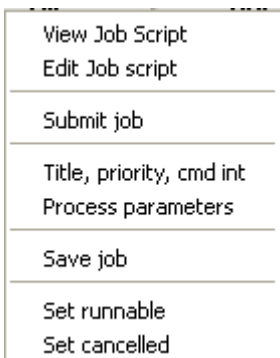 View Job Script
Edit Job script
Submit job
Title, priority, cmd int
Process parameters
Save job
Set runnable
Set cancelled